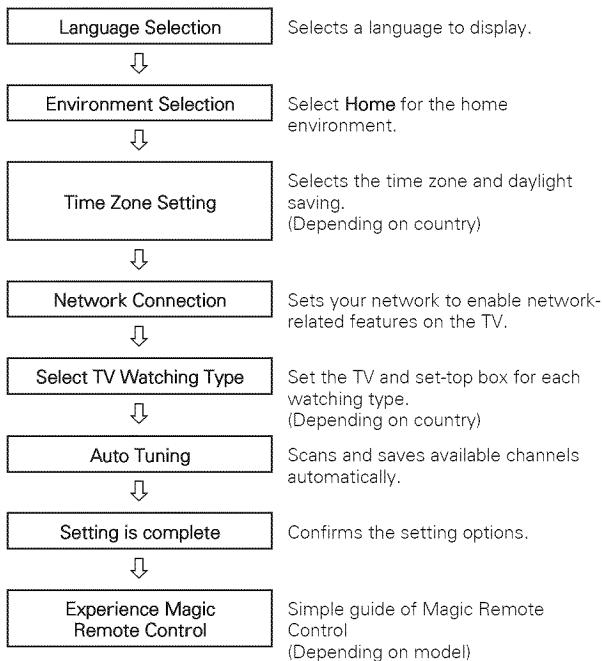 Language Selection
Selects a language to display.
Environment Selection
Select Home for the home
environment.
Time Zone Setting
Selects the time zone and daylight
saving.
(Depending on country)
Network Connection
Sets your network to enable network-
related features on the TV.
Select TV Watching Type
Set the TV and set-top box for each
watching type.
(Depending on country)
Auto Tuning
Scans and saves available channels
automatically.
Setting is complete
Confirms the setting options.
Experience Magic
Remote Control
Simple guide of Magic Remote
Control
(Depending on model)